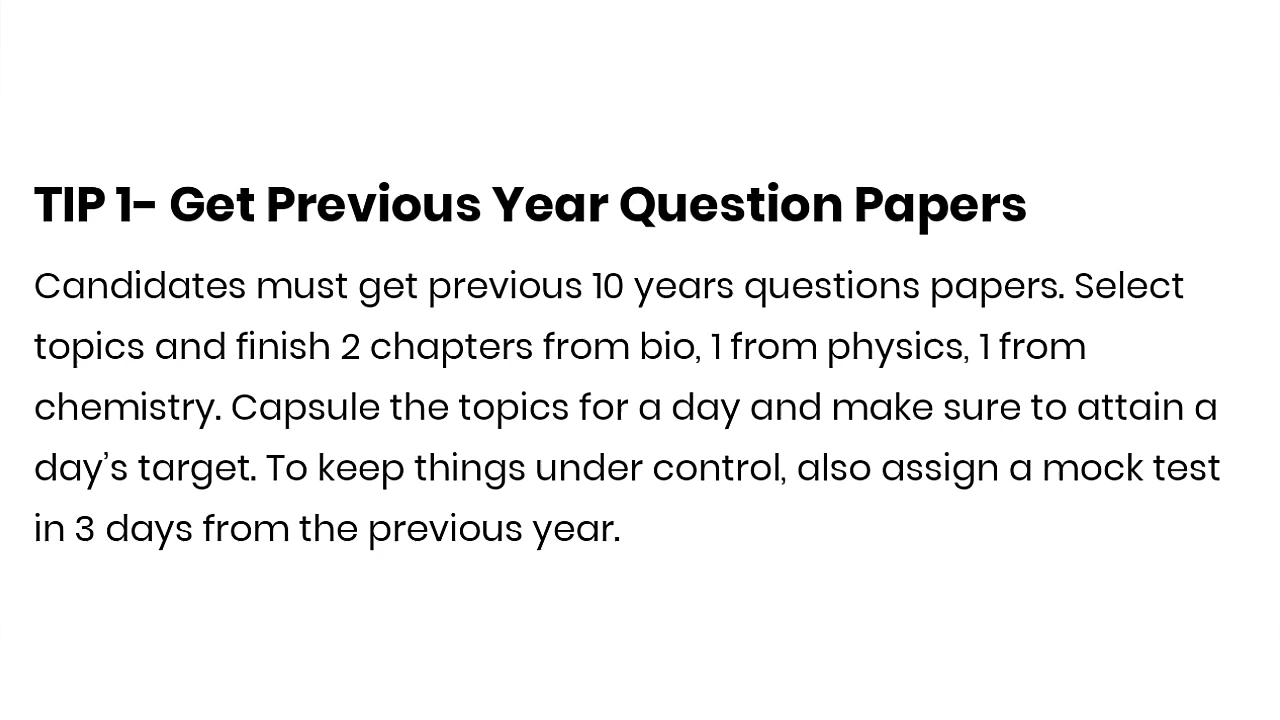 TIP 1- Get Previous Year Question Papers
Candidates must get previous 10 years questions papers. Select
topics and finish 2 chapters from bio, 1 from physics, 1 from
chemistry. Capsule the topics for a day and make sure to attain a
day’s target. To keep things under control, also assign a mock test
in 3 days from the previous year.